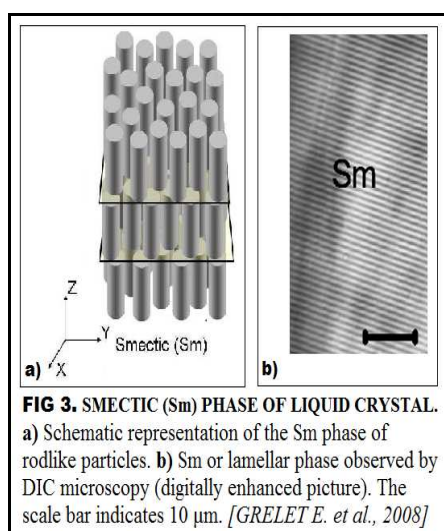 Z
Y
X
Smectic (Sm)
a)
Sm
b)
FIG 3. SMECTIC (Sm) PHASE OF LIQUID CRYSTAL.
a) Schematic representation of the Sm phase of
rodlike particles. b) Sm or lamellar phase observed by
DIC microscopy (digitally enhanced picture). The
scale bar indicates 10 μm. [GRELET E. et al., 2008]